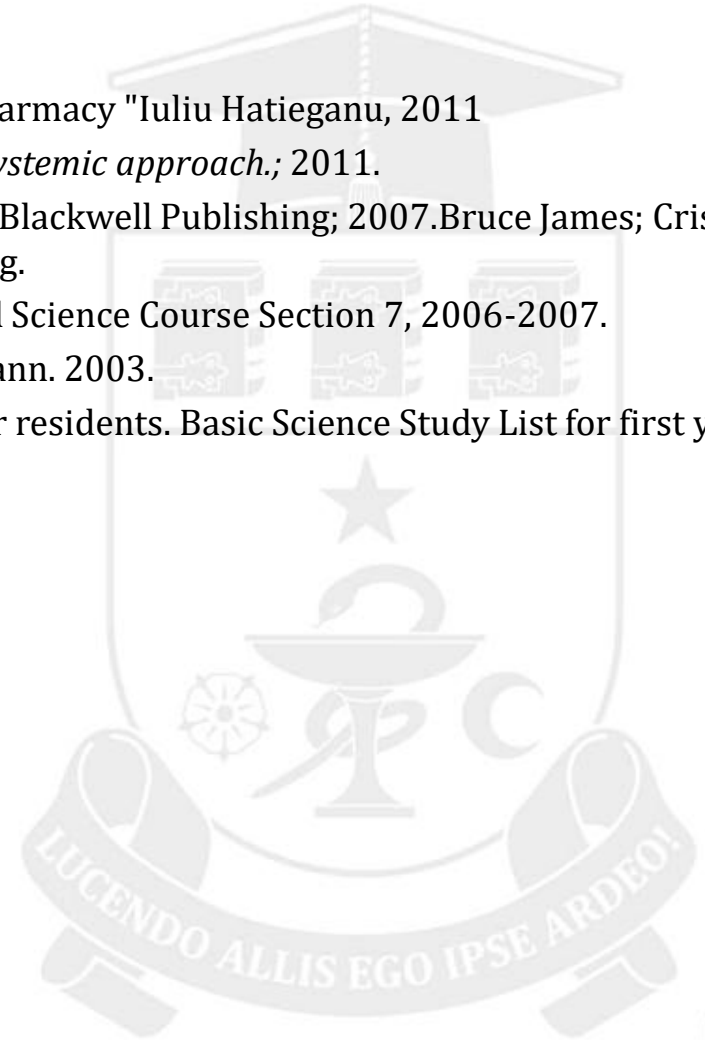 armacy "Iuliu Hatieganu, 2011
ystemic approach.; 2011.
Blackwell Publishing; 2007.Bruce James; Cris
g.
l Science Course Section 7, 2006-2007.
ann. 2003.
r residents. Basic Science Study List for first y
LUCENDO ALLIS EGO IPSE ARDEO!